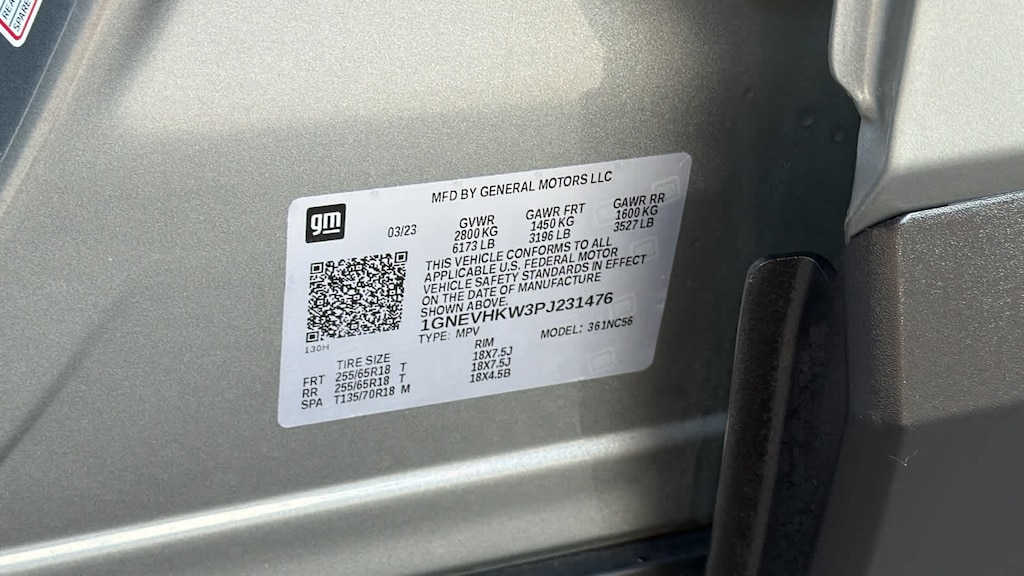 REAR
SPARE
MFD BY GENERAL MOTORS LLC
gm
03/23
GVWR GAWR FRT GAWR RR
2800 KG 1450 KG 1600 KG
6173 LB 3196 LB 3527 LB
THIS VEHICLE CONFORMS TO ALL
APPLICABLE U.S. FEDERAL MOTOR
VEHICLE SAFETY STANDARDS IN EFFECT
ON THE DATE OF MANUFACTURE
SHOWN ABOVE.
1GNEVHKW3PJ231476
TYPE: MPV MODEL: 361NC56
130H
TIRE SIZE RIM
FRT 255/65R18 T 18X7.5J
RR 255/65R18 T 18X7.5J
SPA T135/70R18 M 18X4.5B